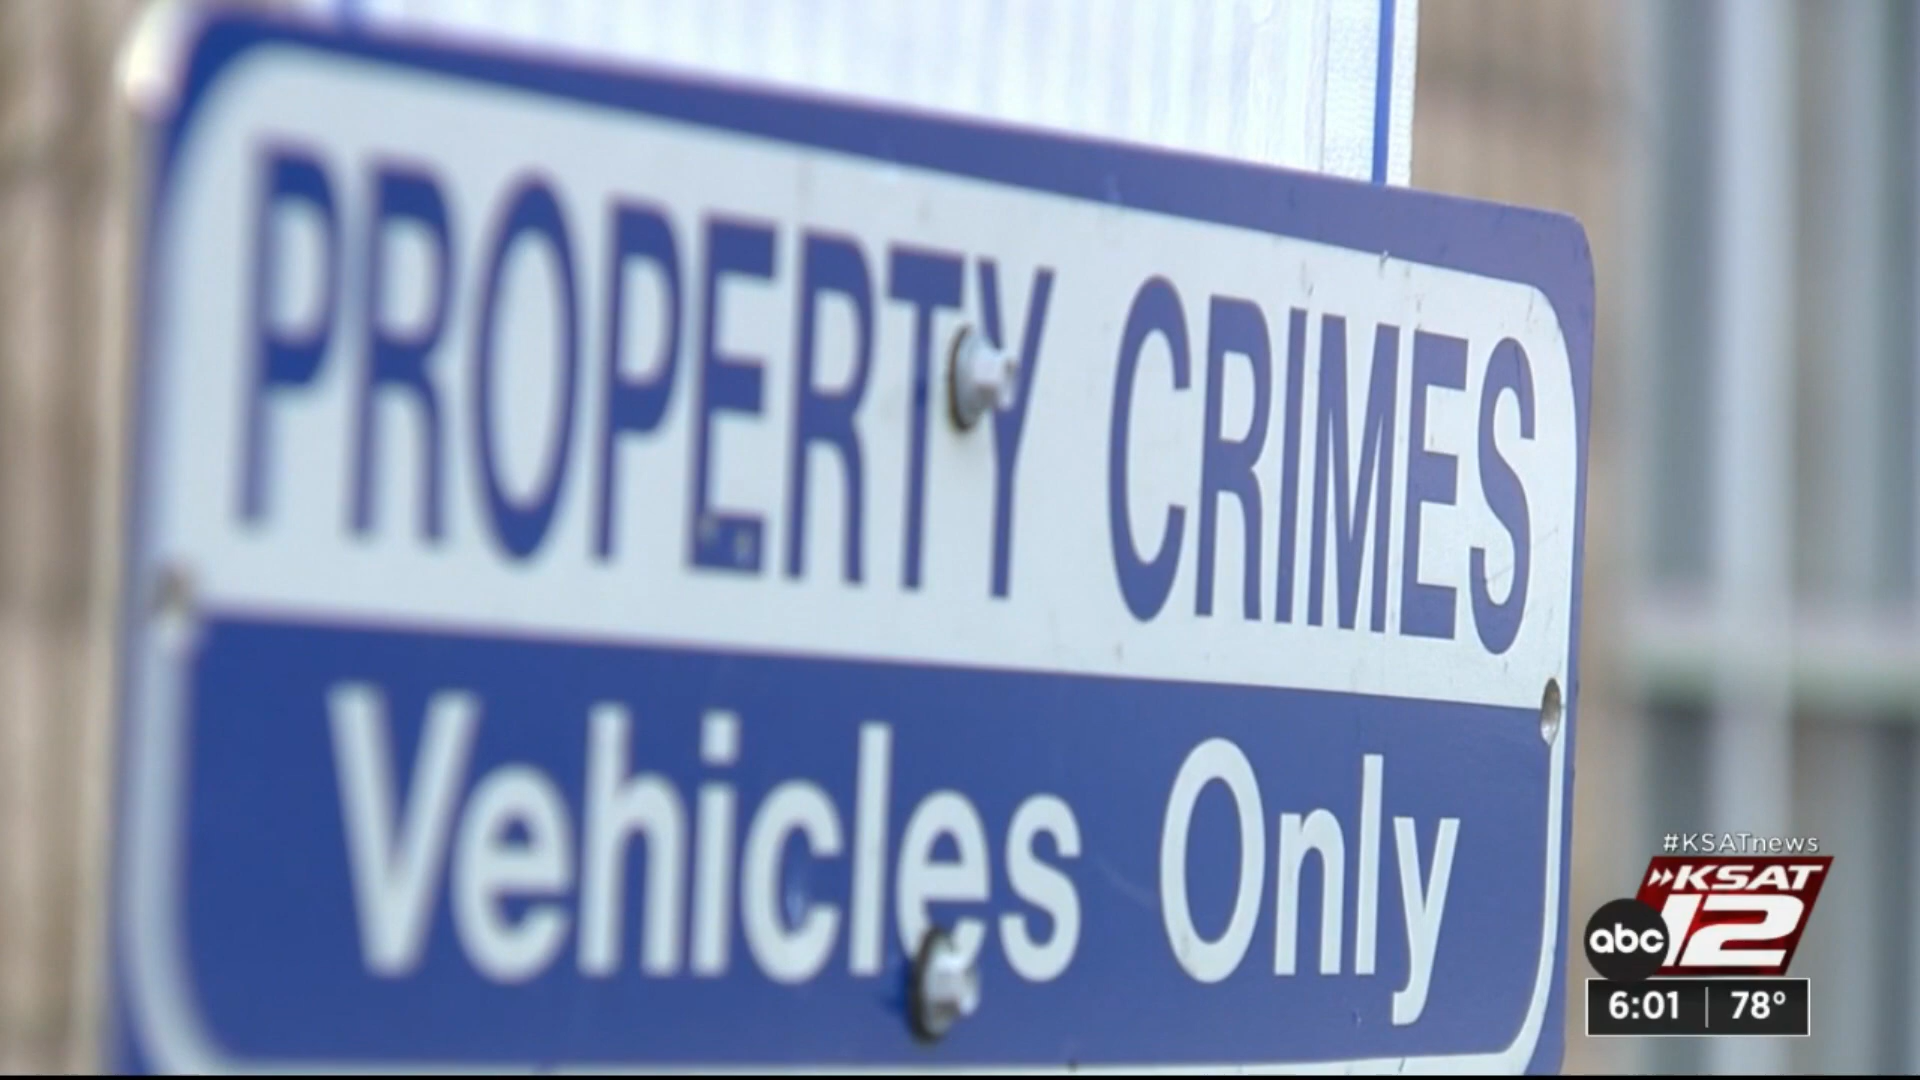 PROPERTY CRIMES
Vehicles Only
#KSATnews
KSAT
abc 12
6:01 78°